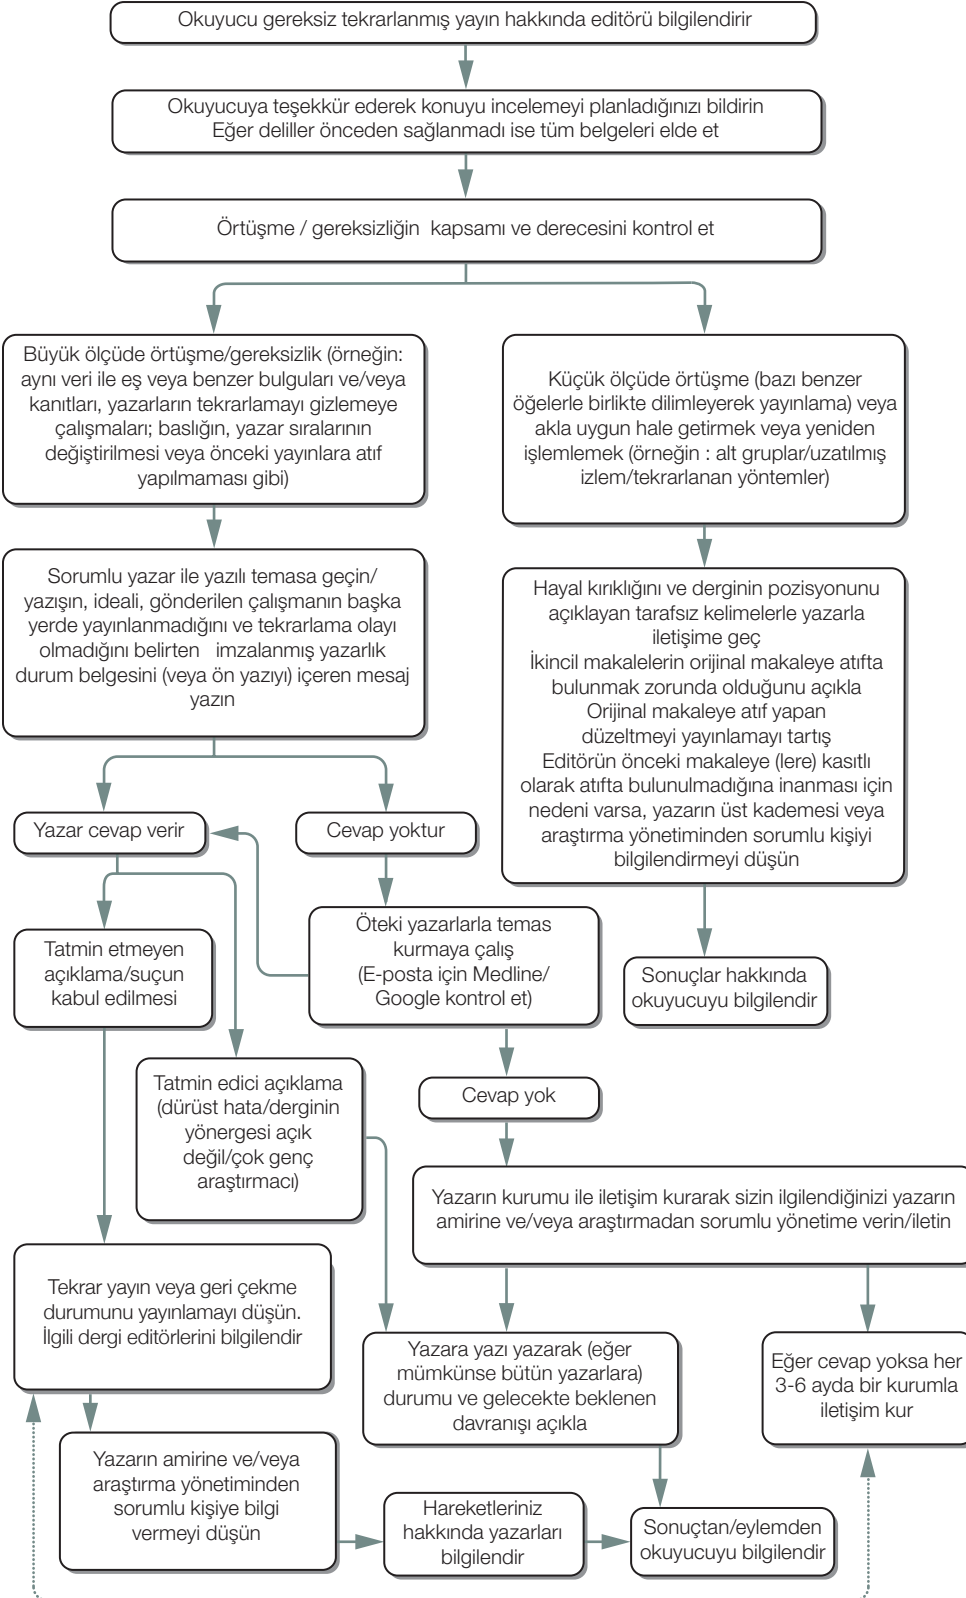 Okuyucu gereksiz tekrarlanmış yayın hakkında editörü bilgilendirir
Okuyucuya teşekkür ederek konuyu incelemeyi planladığınızı bildirin
Eğer deliller önceden sağlanmadı ise tüm belgeleri elde et
Örtüşme / gereksizliğin kapsamı ve derecesini kontrol et
Büyük ölçüde örtüşme/gereksizlik (örneğin:
aynı veri ile eş veya benzer bulguları ve/veya
kanıtları, yazarların tekrarlamayı gizlemeye
çalışmaları; baslığın, yazar sıralarının
değiştirilmesi veya önceki yayınlara atıf
yapılmaması gibi)
Küçük ölçüde örtüşme (bazı benzer
öğelerle birlikte dilimleyerek yayınlama) veya
akla uygun hale getirmek veya yeniden
işlemlemek (örneğin : alt gruplar/uzatılmış
izlem/tekrarlanan yöntemler)
Sorumlu yazar ile yazılı temasa geçin/
yazışın, ideali, gönderilen çalışmanın başka
yerde yayınlanmadığını ve tekrarlama olayı
olmadığını belirten imzalanmış yazarlık
durum belgesini (veya ön yazıyı) içeren mesaj
yazın
Hayal kırıklığını ve derginin pozisyonunu
açıklayan tarafsız kelimelerle yazarla
iletişime geç
İkincil makalelerin orijinal makaleye atıfta
bulunmak zorunda olduğunu açıkla
Orijinal makaleye atıf yapan
düzeltmeyi yayınlamayı tartış
Editörün önceki makaleye (lere) kasıtlı
olarak atıfta bulunulmadığına inanması için
nedeni varsa, yazarın üst kademesi veya
araştırma yönetiminden sorumlu kişiyi
bilgilendirmeyi düşün
Yazar cevap verir
Cevap yoktur
Tatmin etmeyen
açıklama/suçun
kabul edilmesi
Öteki yazarlarla temas
kurmaya çalış
(E-posta için Medline/
Google kontrol et)
Sonuçlar hakkında
okuyucuyu bilgilendir
Tatmin edici açıklama
(dürüst hata/derginin
yönergesi açık
değil/çok genç
araştırmacı)
Cevap yok
Yazarın kurumu ile iletişim kurarak sizin ilgilendiğinizi yazarın
amirine ve/veya araştırmadan sorumlu yönetime verin/iletin
Tekrar yayın veya geri çekme
durumunu yayınlamayı düşün.
İlgili dergi editörlerini bilgilendir
Yazara yazı yazarak (eğer
mümkünse bütün yazarlara)
durumu ve gelecekte beklenen
davranışı açıkla
Eğer cevap yoksa her
3-6 ayda bir kurumla
iletişim kur
Yazarın amirine ve/veya
araştırma yönetiminden
sorumlu kişiye bilgi
vermeyi düşün
Hareketleriniz
hakkında yazarları
bilgilendir
Sonuçtan/eylemden
okuyucuyu bilgilendir